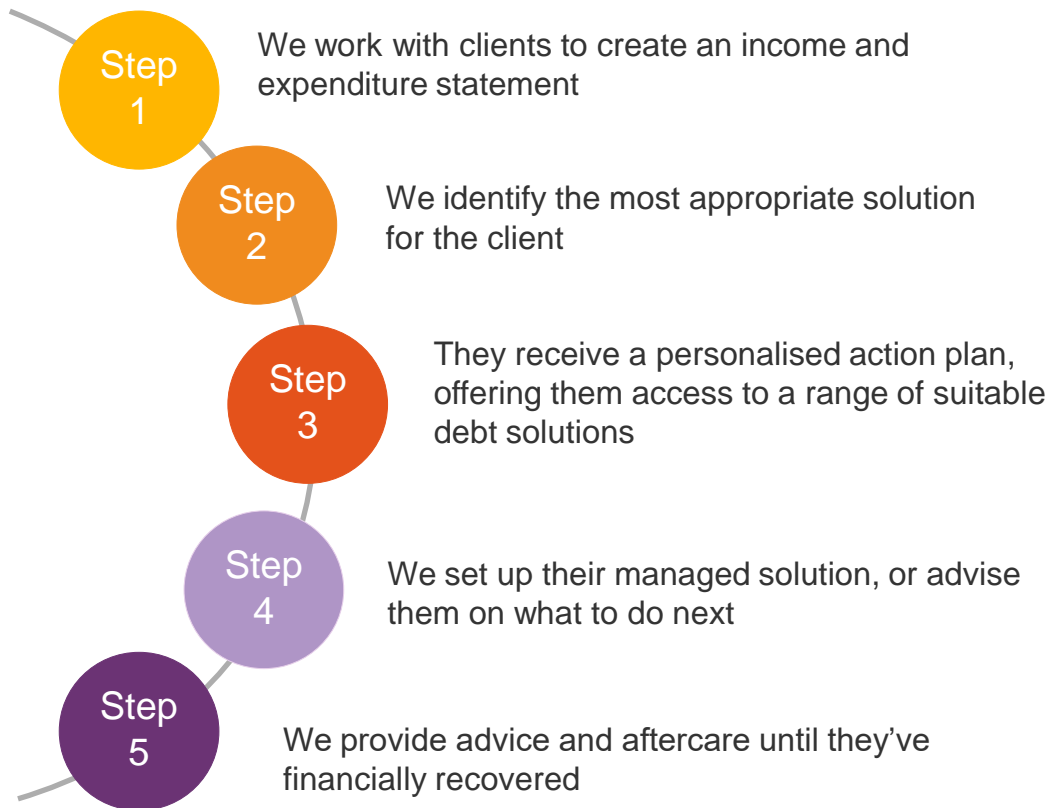 Step
1
We work with clients to create an income and
expenditure statement
Step
2
We identify the most appropriate solution
for the client
Step
3
They receive a personalised action plan,
offering them access to a range of suitable
debt solutions
Step
4
We set up their managed solution, or advise
them on what to do next
Step
5
We provide advice and aftercare until they’ve
financially recovered